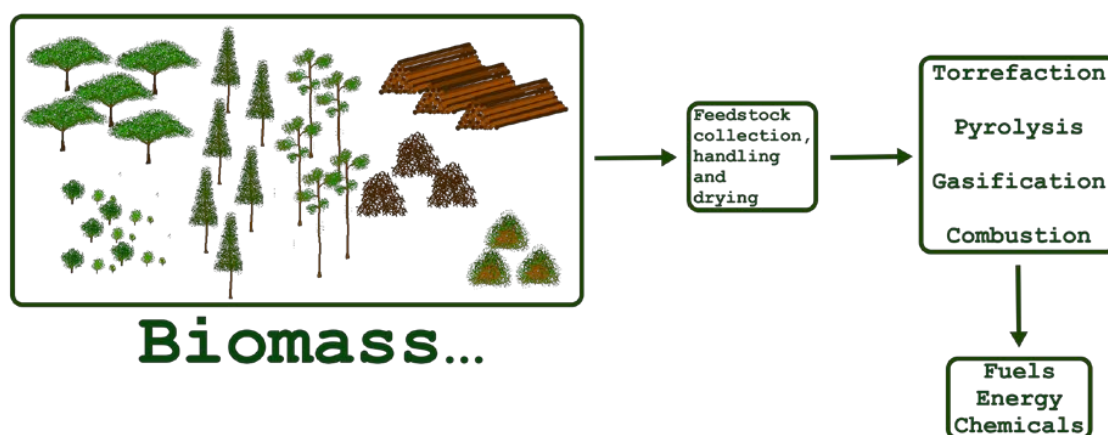 Biomass…
Feedstock
collection,
handling
and
drying
Torrefaction
Pyrolysis
Gasification
Combustion
Fuels
Energy
Chemicals